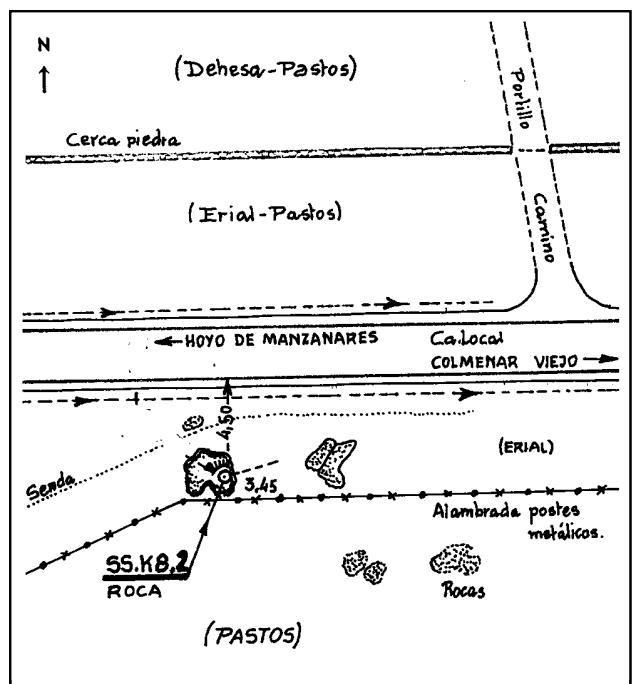 N
(Dehesa-Pastos)
Portillo
Cerca piedra
(Erial-Pastos)
Camino
HOYO DE MANZANARES
Ca.Local
COLMENAR VIEJO
4,50
(ERIAL)
Senda
3,45
Alambrada postes
metálicos.
SS.K8,2
ROCA
Rocas
(PASTOS)